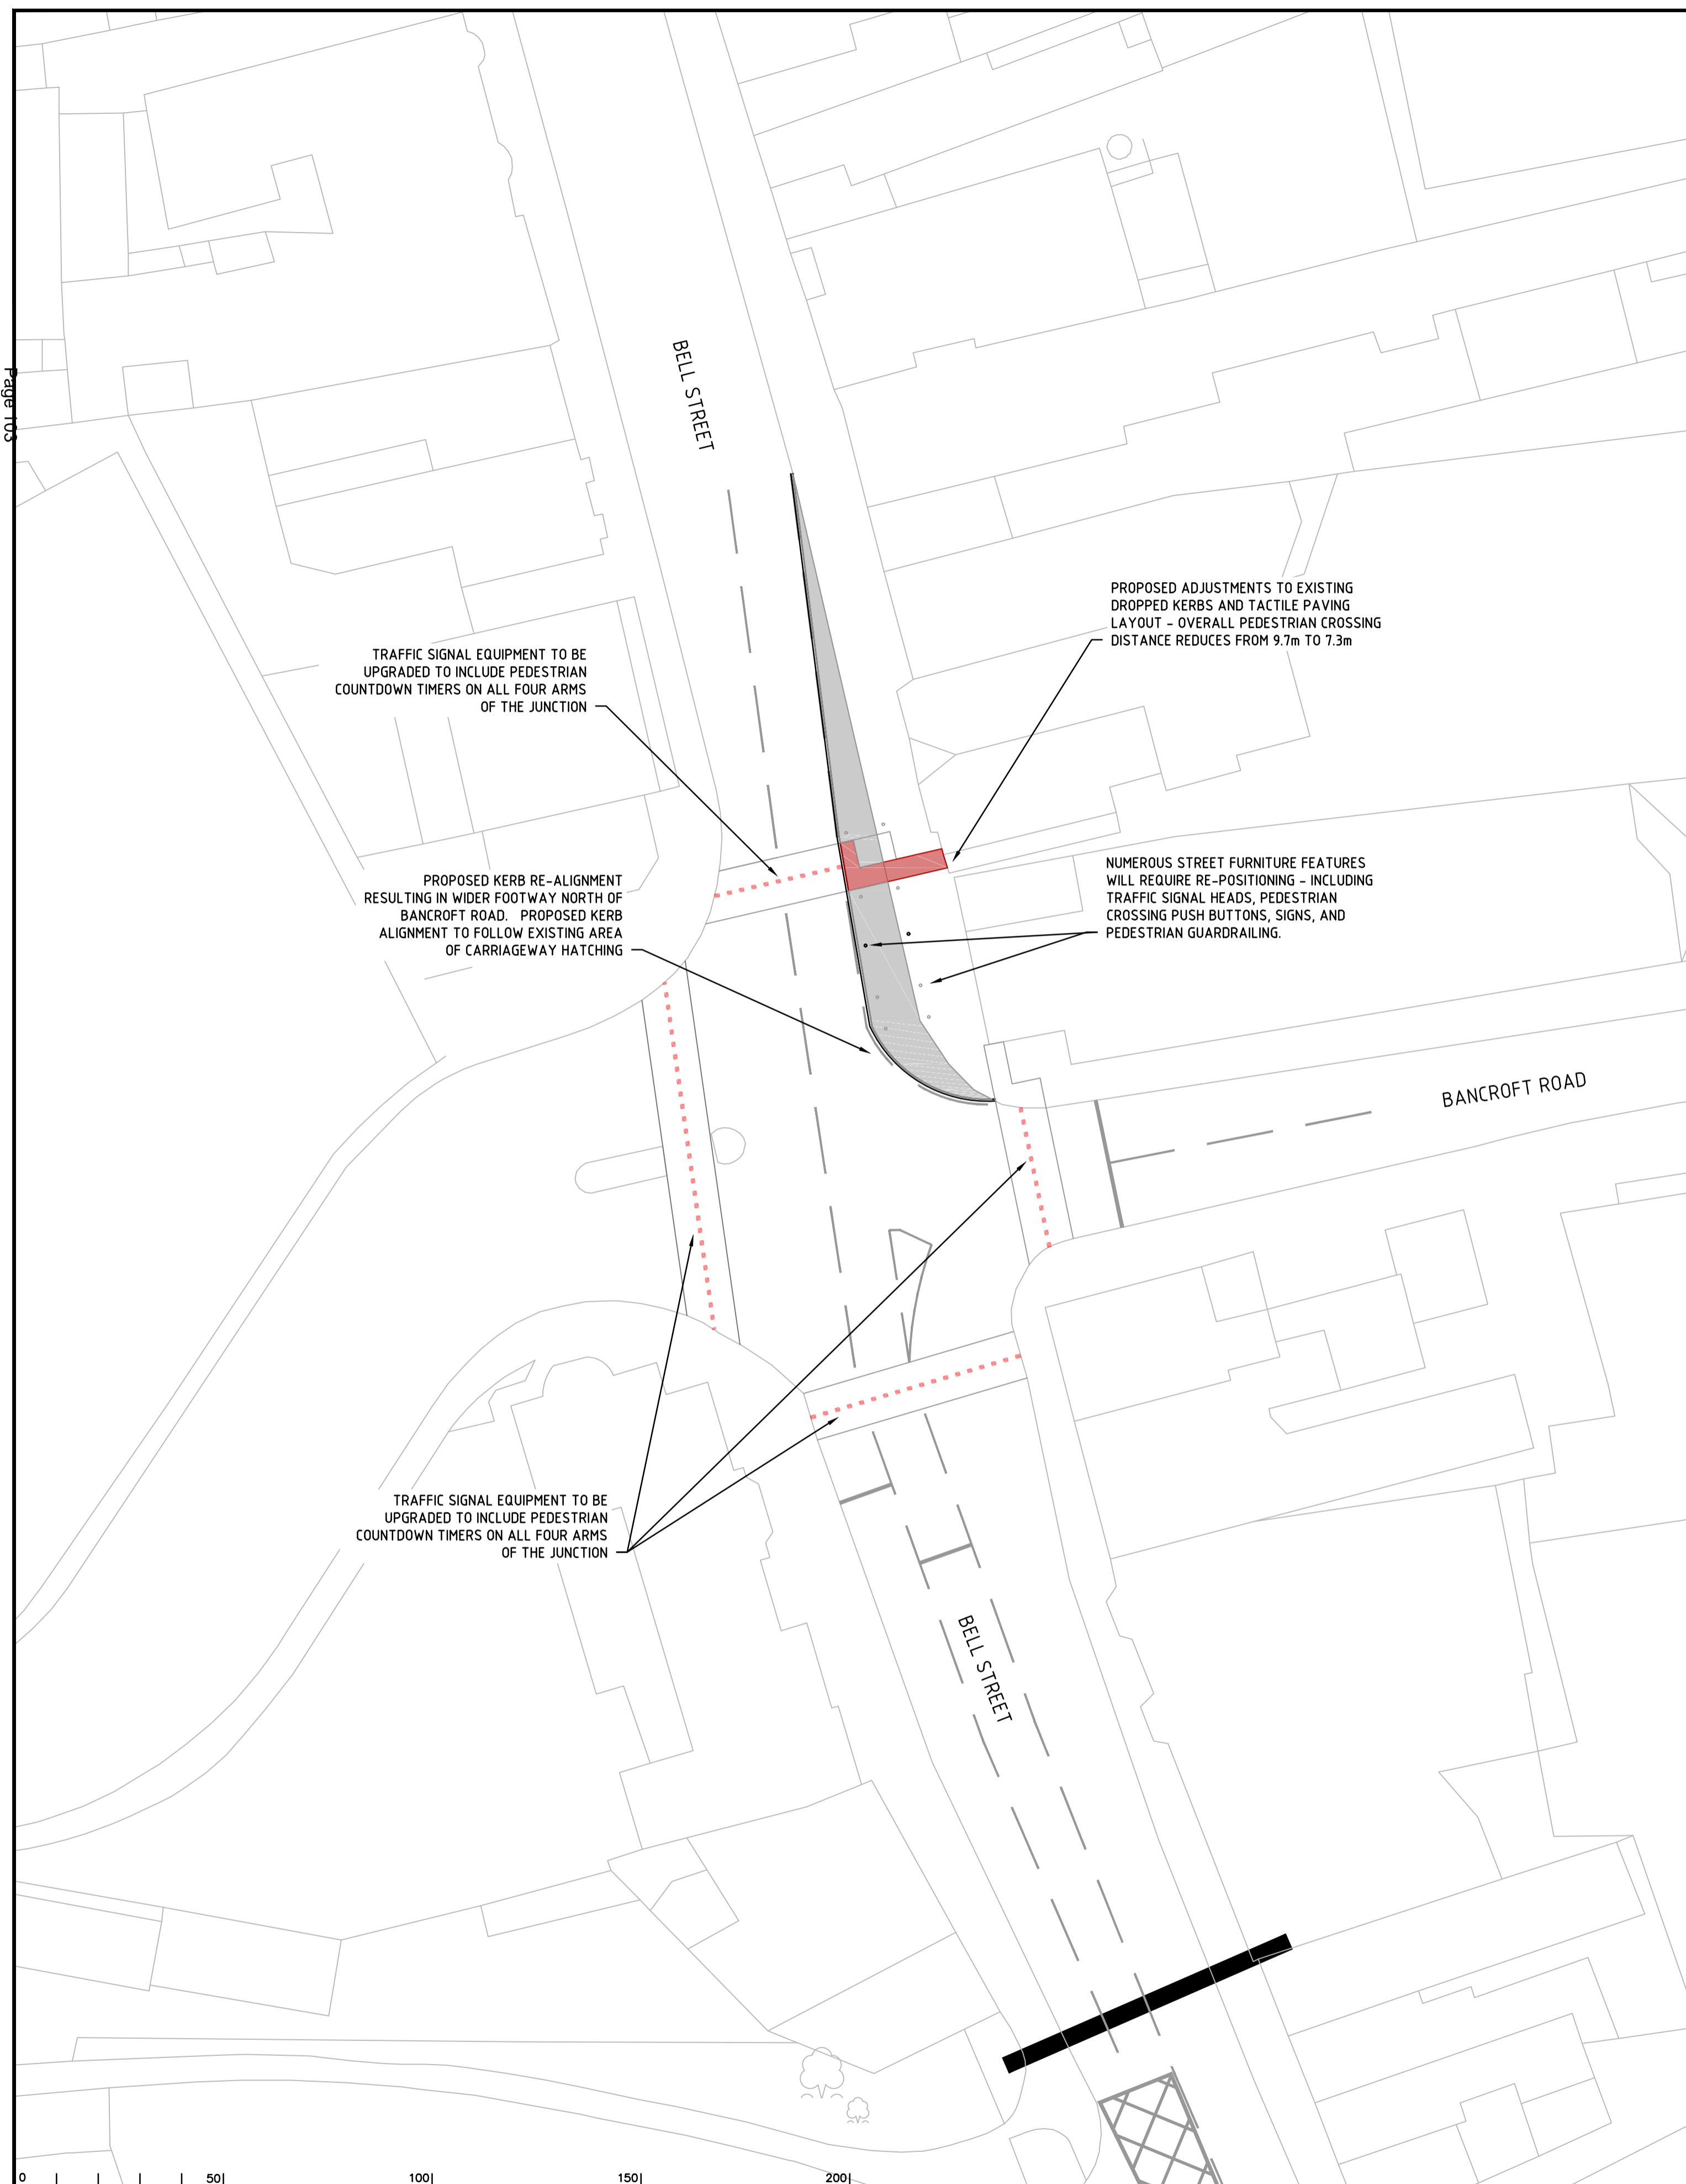 Page 103
BELL STREET
PROPOSED ADJUSTMENTS TO EXISTING
DROPPED KERBS AND TACTILE PAVING
LAYOUT - OVERALL PEDESTRIAN CROSSING
DISTANCE REDUCES FROM 9.7m TO 7.3m
TRAFFIC SIGNAL EQUIPMENT TO BE
UPGRADED TO INCLUDE PEDESTRIAN
COUNTDOWN TIMERS ON ALL FOUR ARMS
OF THE JUNCTION
NUMEROUS STREET FURNITURE FEATURES
WILL REQUIRE RE-POSITIONING - INCLUDING
TRAFFIC SIGNAL HEADS, PEDESTRIAN
CROSSING PUSH BUTTONS, SIGNS, AND
PEDESTRIAN GUARDRAILING.
PROPOSED KERB RE-ALIGNMENT
RESULTING IN WIDER FOOTWAY NORTH OF
BANCROFT ROAD. PROPOSED KERB
ALIGNMENT TO FOLLOW EXISTING AREA
OF CARRIAGEWAY HATCHING
BANCROFT ROAD
TRAFFIC SIGNAL EQUIPMENT TO BE
UPGRADED TO INCLUDE PEDESTRIAN
COUNTDOWN TIMERS ON ALL FOUR ARMS
OF THE JUNCTION
BELL STREET
0 50 100 150 200